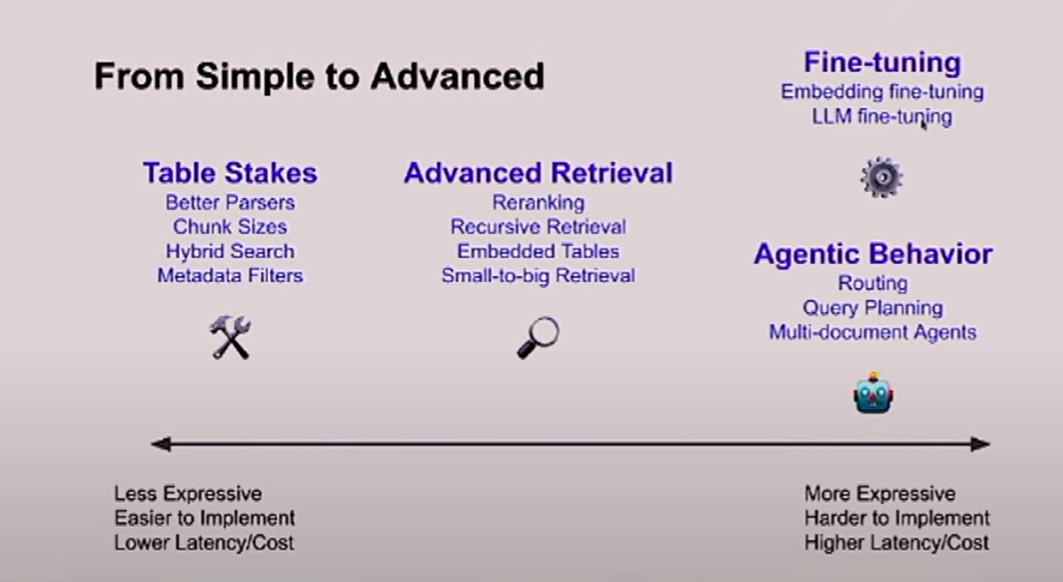 From Simple to Advanced
Table Stakes
Better Parsers
Chunk Sizes
Hybrid Search
Metadata Filters
Advanced Retrieval
Reranking
Recursive Retrieval
Embedded Tables
Small-to-big Retrieval
Fine-tuning
Embedding fine-tuning
LLM fine-tuning
Agentic Behavior
Routing
Query Planning
Multi-document Agents
Less Expressive
Easier to Implement
Lower Latency/Cost
More Expressive
Harder to Implement
Higher Latency/Cost